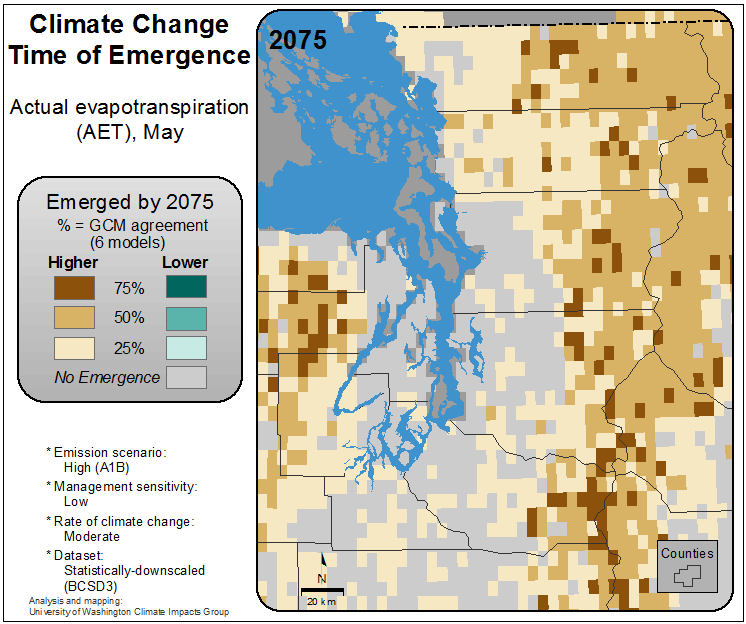 Climate Change
Time of Emergence
Actual evapotranspiration
(AET), May
Emerged by 2075
% = GCM agreement
(6 models)
Higher Lower
75%
50%
25%
No Emergence
* Emission scenario:
High (A1B)
* Management sensitivity:
Low
* Rate of climate change:
Moderate
* Dataset:
Statistically-downscaled
(BCSD3)
Analysis and mapping:
University of Washington Climate Impacts Group
2075
N
20 km
Counties